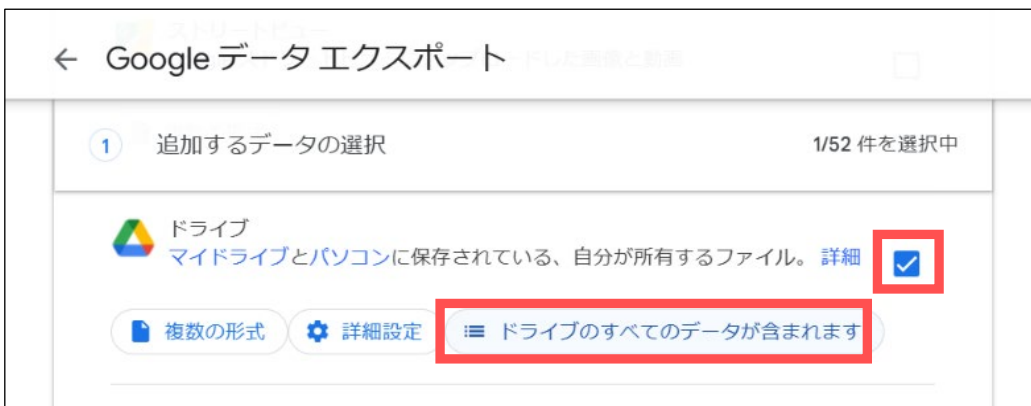 ← Google データ エクスポート
1 追加するデータの選択 1/52 件を選択中
ドライブ
マイドライブとパソコンに保存されている、自分が所有するファイル。 詳細
複数の形式 詳細設定 ドライブのすべてのデータが含まれます